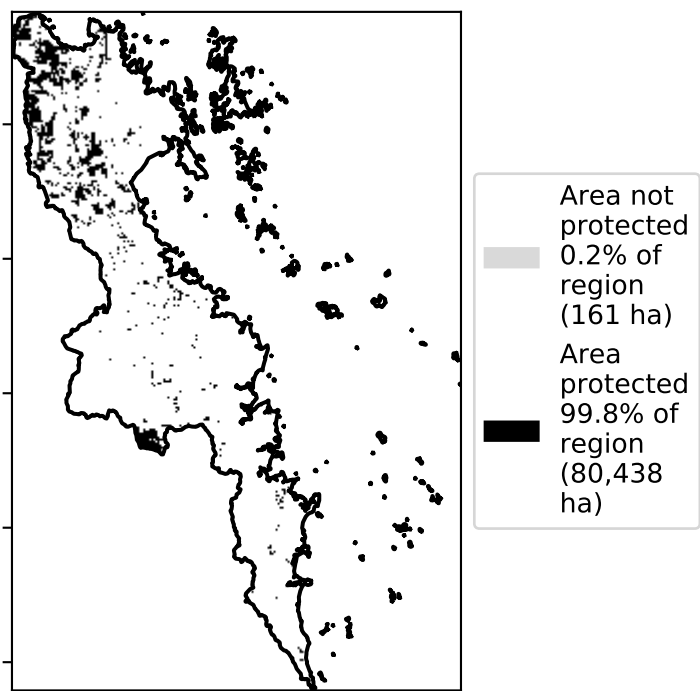 Area not
protected
0.2% of
region
(161 ha)
Area
protected
99.8% of
region
(80,438
ha)